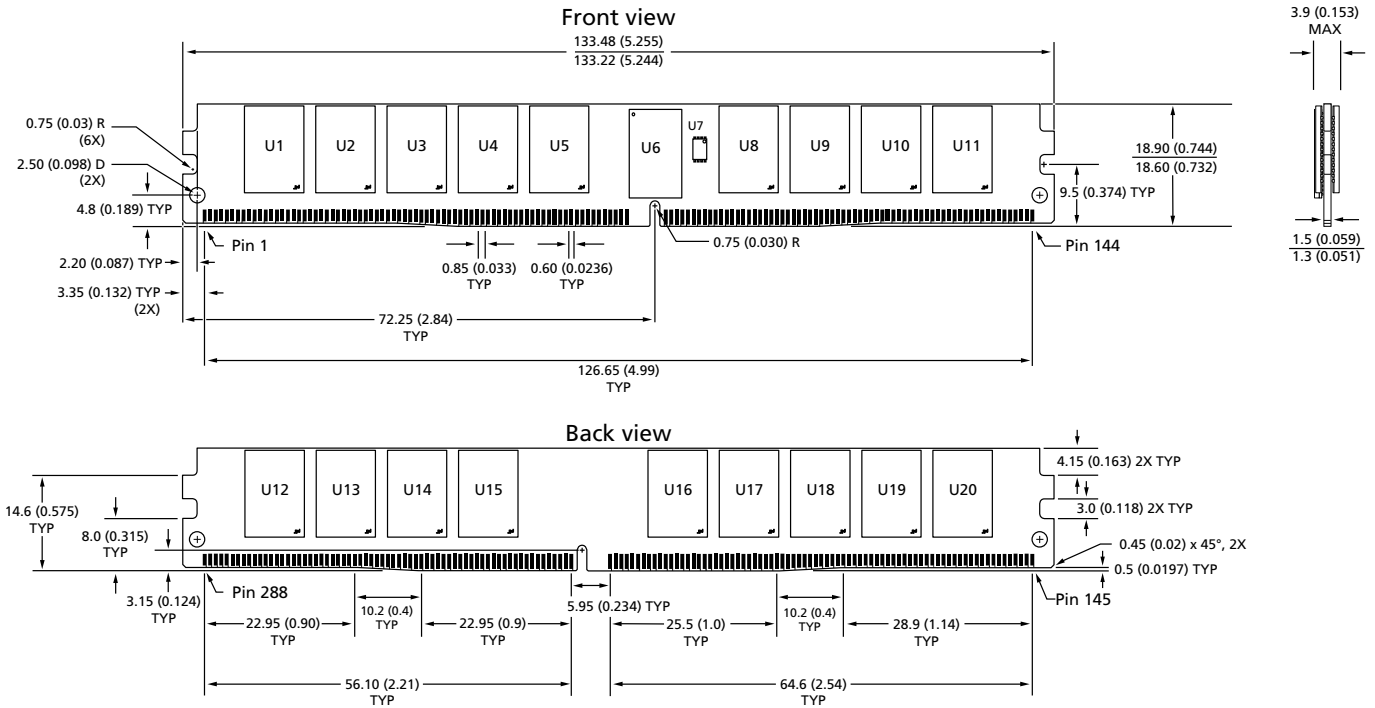 Front view
133.48 (5.255)
133.22 (5.244)
3.9 (0.153)
MAX
0.75 (0.03) R
(6X)
2.50 (0.098) D
(2X)
4.8 (0.189) TYP
U1
U2
U3
U4
U5
U6
U7
U8
U9
U10
U11
18.90 (0.744)
18.60 (0.732)
9.5 (0.374) TYP
1.5 (0.059)
1.3 (0.051)
Pin 1
0.75 (0.030) R
Pin 144
2.20 (0.087) TYP
0.85 (0.033)
TYP
0.60 (0.0236)
TYP
3.35 (0.132) TYP
(2X)
72.25 (2.84)
TYP
126.65 (4.99)
TYP
Back view
U12
U13
U14
U15
U16
U17
U18
U19
U20
4.15 (0.163) 2X TYP
3.0 (0.118) 2X TYP
14.6 (0.575)
TYP
8.0 (0.315)
TYP
0.45 (0.02) x 45°, 2X
0.5 (0.0197) TYP
3.15 (0.124)
TYP
Pin 288
5.95 (0.234) TYP
Pin 145
22.95 (0.90)
TYP
10.2 (0.4)
TYP
22.95 (0.9)
TYP
25.5 (1.0)
TYP
10.2 (0.4)
TYP
28.9 (1.14)
TYP
56.10 (2.21)
TYP
64.6 (2.54)
TYP